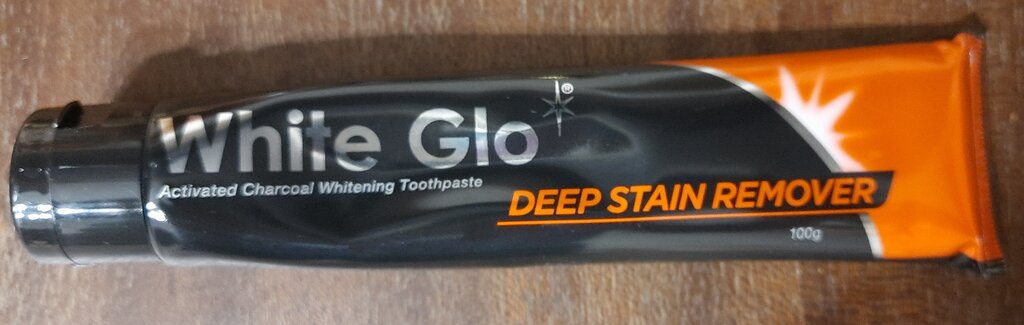 White Glo®
Activated Charcoal Whitening Toothpaste
DEEP STAIN REMOVER
100g